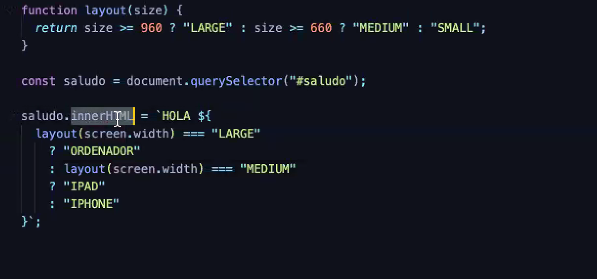 function layout(size) {
return size >= 960 ? "LARGE" : size >= 660 ? "MEDIUM" : "SMALL";
}
const saludo = document.querySelector("#saludo");
saludo.innerHTML = `HOLA ${
layout(screen.width) === "LARGE"
? "ORDENADOR"
: layout(screen.width) === "MEDIUM"
? "IPAD"
: "IPHONE"
}`;